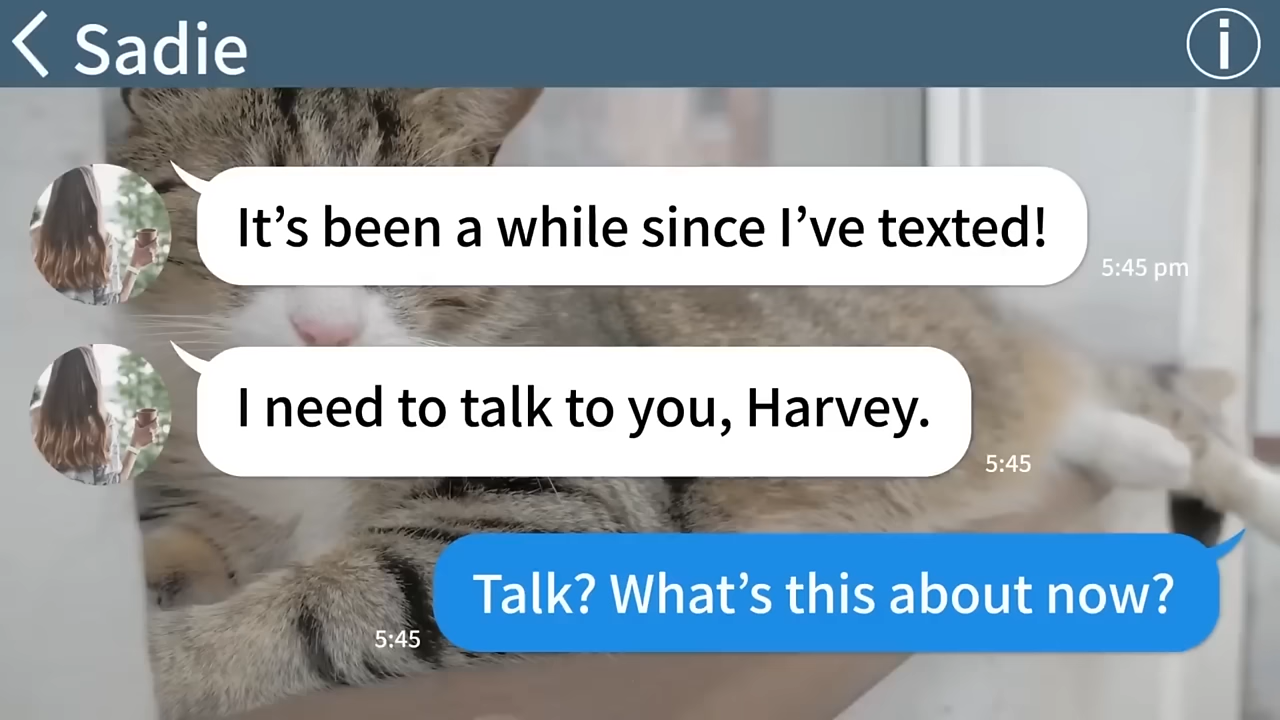 Sadie
It’s been a while since I’ve texted!
5:45 pm
I need to talk to you, Harvey.
5:45
Talk? What’s this about now?
5:45